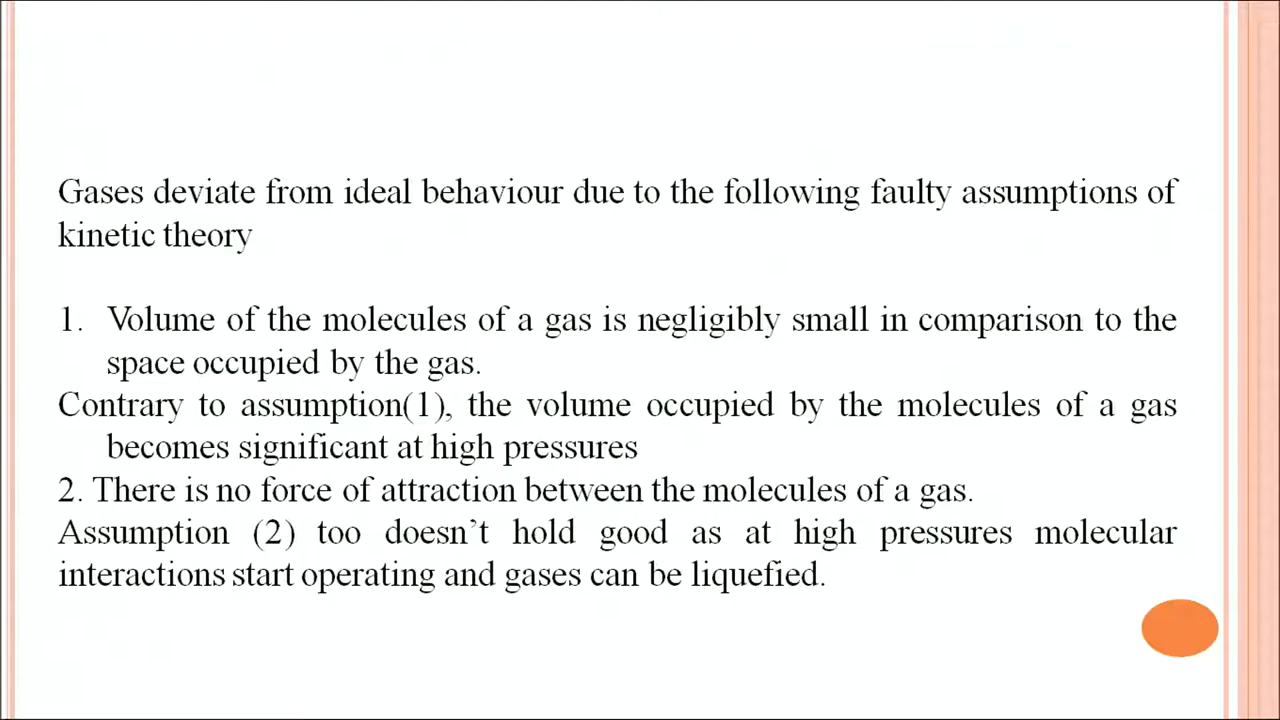 Gases deviate from ideal behaviour due to the following faulty assumptions of
kinetic theory
1. Volume of the molecules of a gas is negligibly small in comparison to the
space occupied by the gas.
Contrary to assumption(1), the volume occupied by the molecules of a gas
becomes significant at high pressures
2. There is no force of attraction between the molecules of a gas.
Assumption (2) too doesn’t hold good as at high pressures molecular
interactions start operating and gases can be liquefied.